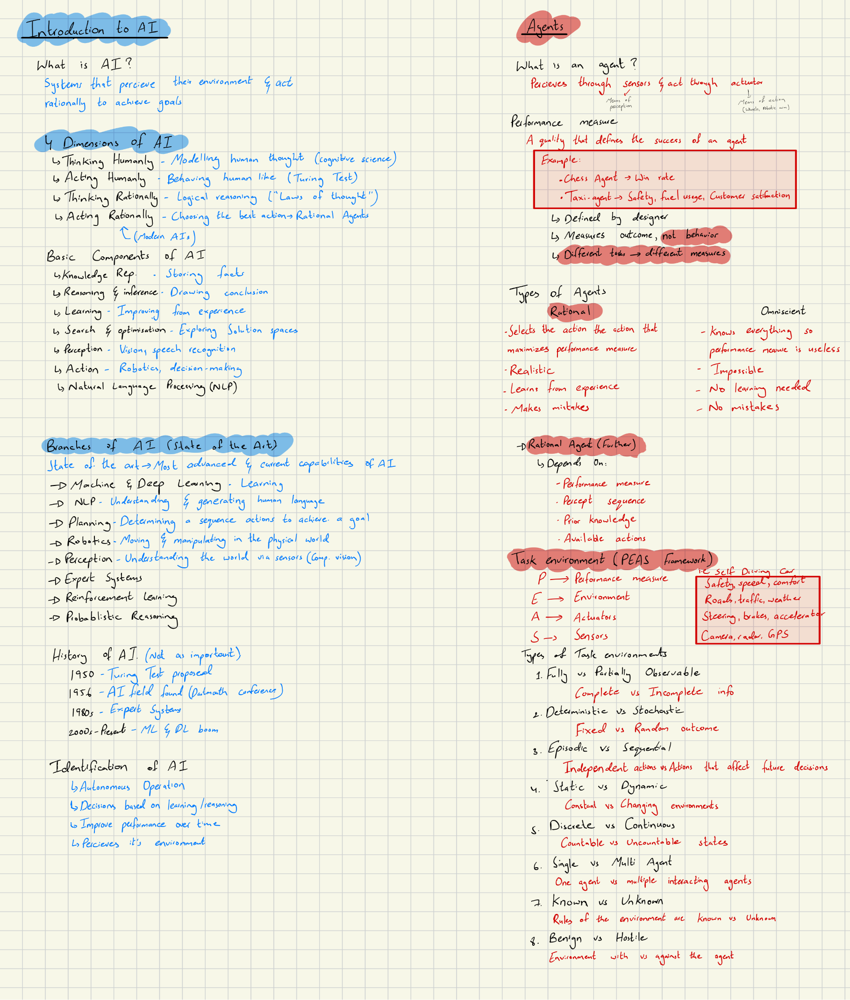 Introduction to AI
What is AI?
Systems that percieve their environment & act
rationally to achieve goals
4 Dimensions of AI
↳ Thinking Humanly - Modelling human thought (cognitive science)
↳ Acting Humanly - Behaving human like (Turing Test)
↳ Thinking Rationally - Logical reasoning ("Laws of thought")
↳ Acting Rationally - Choosing the best action → Rational Agents
(Modern AIs)
Basic Components of AI
↳ Knowledge Rep. - Storing facts
↳ Reasoning & inference - Drawing conclusion
↳ Learning - Improving from experience
↳ Search & optimisation - Exploring Solution spaces
↳ Perception - Vision, speech recognition
↳ Action - Robotics, decision-making
↳ Natural Language Processing (NLP)
Branches of AI (State of the Art)
State of the art → Most advanced & current capabilities of AI
→ Machine & Deep Learning - Learning
→ NLP - Understanding & generating human language
→ Planning - Determining a sequence actions to achieve a goal
→ Robotics - Moving & manipulating in the physical world
→ Perception - Understanding the world via sensors (Comp. vision)
→ Expert Systems
→ Reinforcement Learning
→ Probablistic Reasoning
History of AI. (Not as important)
1950 - Turing Test proposed
1956 - AI field found (Dartmouth conference)
1980s - Expert Systems
2000s - Present - ML & DL boom
Identification of AI
↳ Autonomous Operation
↳ Decisions based on learning/reasoning
↳ Improve performance over time
↳ Percieves it's environment
Agents
What is an agent?
Percieves through sensors & act through actuator
Means of
perception
Means of action
(Wheels, robotic arm)
Performance measure
A quality that defines the success of an agent
Example:
• Chess Agent → Win rate
• Taxi-agent → Safety, fuel usage, Customer satifaction
↳ Defined by designer
↳ Measures outcome, not behavior
↳ Different tasks → different measures
Types of Agents
Rational
- Selects the action the action that
maximizes performance measure
- Realistic
- Learns from experience
- Makes mistakes
Omniscient
- Knows everything so
performance measure is useless
- Impossible
- No learning needed
- No mistakes
→ Rational Agent (Further)
↳ Depends On:
- Performance measure
- Percept sequence
- Prior knowledge
- Available actions
Task environment (PEAS Framework)
i.e Self Driving Car
P → Performance measure
Safety, speed, comfort
E → Environment
Roads, traffic, weather
A → Actuators
Steering, brakes, accelerator
S → Sensors
Camera, radar, GPS
Types of Task environments
1. Fully vs Partially Observable
Complete vs Incomplete info
2. Deterministic vs Stochastic
Fixed vs Random outcome
3. Episodic vs Sequential
Independent actions vs Actions that affect future decisions
4. Static vs Dynamic
Constant vs Changing environments
5. Discrete vs Continuous
Countable vs Uncountable states
6. Single vs Multi Agent
One agent vs multiple interacting agents
7. Known vs Unknown
Rules of the environment are known vs Unknown
8. Benign vs Hostile
Environment with vs against the agent